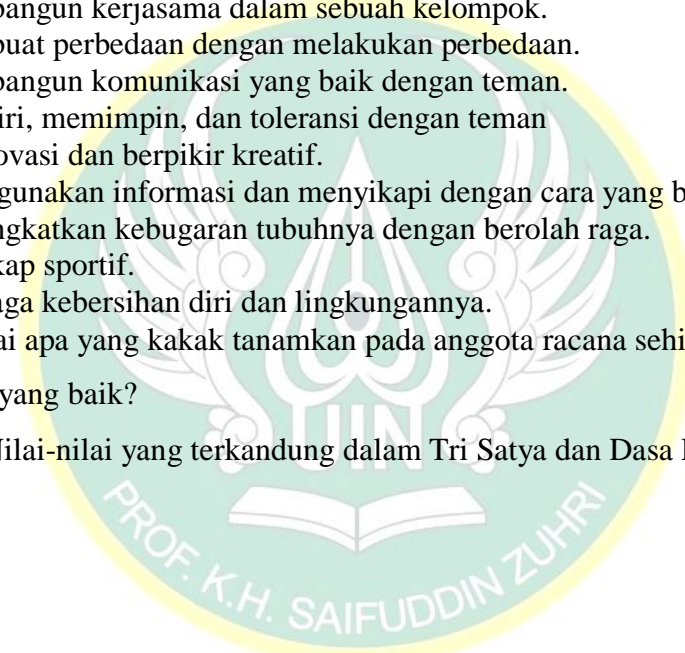 bangun kerjasama dalam sebuah kelompok.
buat perbedaan dengan melakukan perbedaan.
bangun komunikasi yang baik dengan teman.
iri, memimpin, dan toleransi dengan teman
ovasi dan berpikir kreatif.
gunakan informasi dan menyikapi dengan cara yang b
ngkatkan kebugaran tubuhnya dengan berolah raga.
kap sportif.
aga kebersihan diri dan lingkungannya.
ai apa yang kakak tanamkan pada anggota racana sehi
yang baik?
Nilai-nilai yang terkandung dalam Tri Satya dan Dasa
UIN
PROF. K.H. SAIFUDDIN ZUHRI